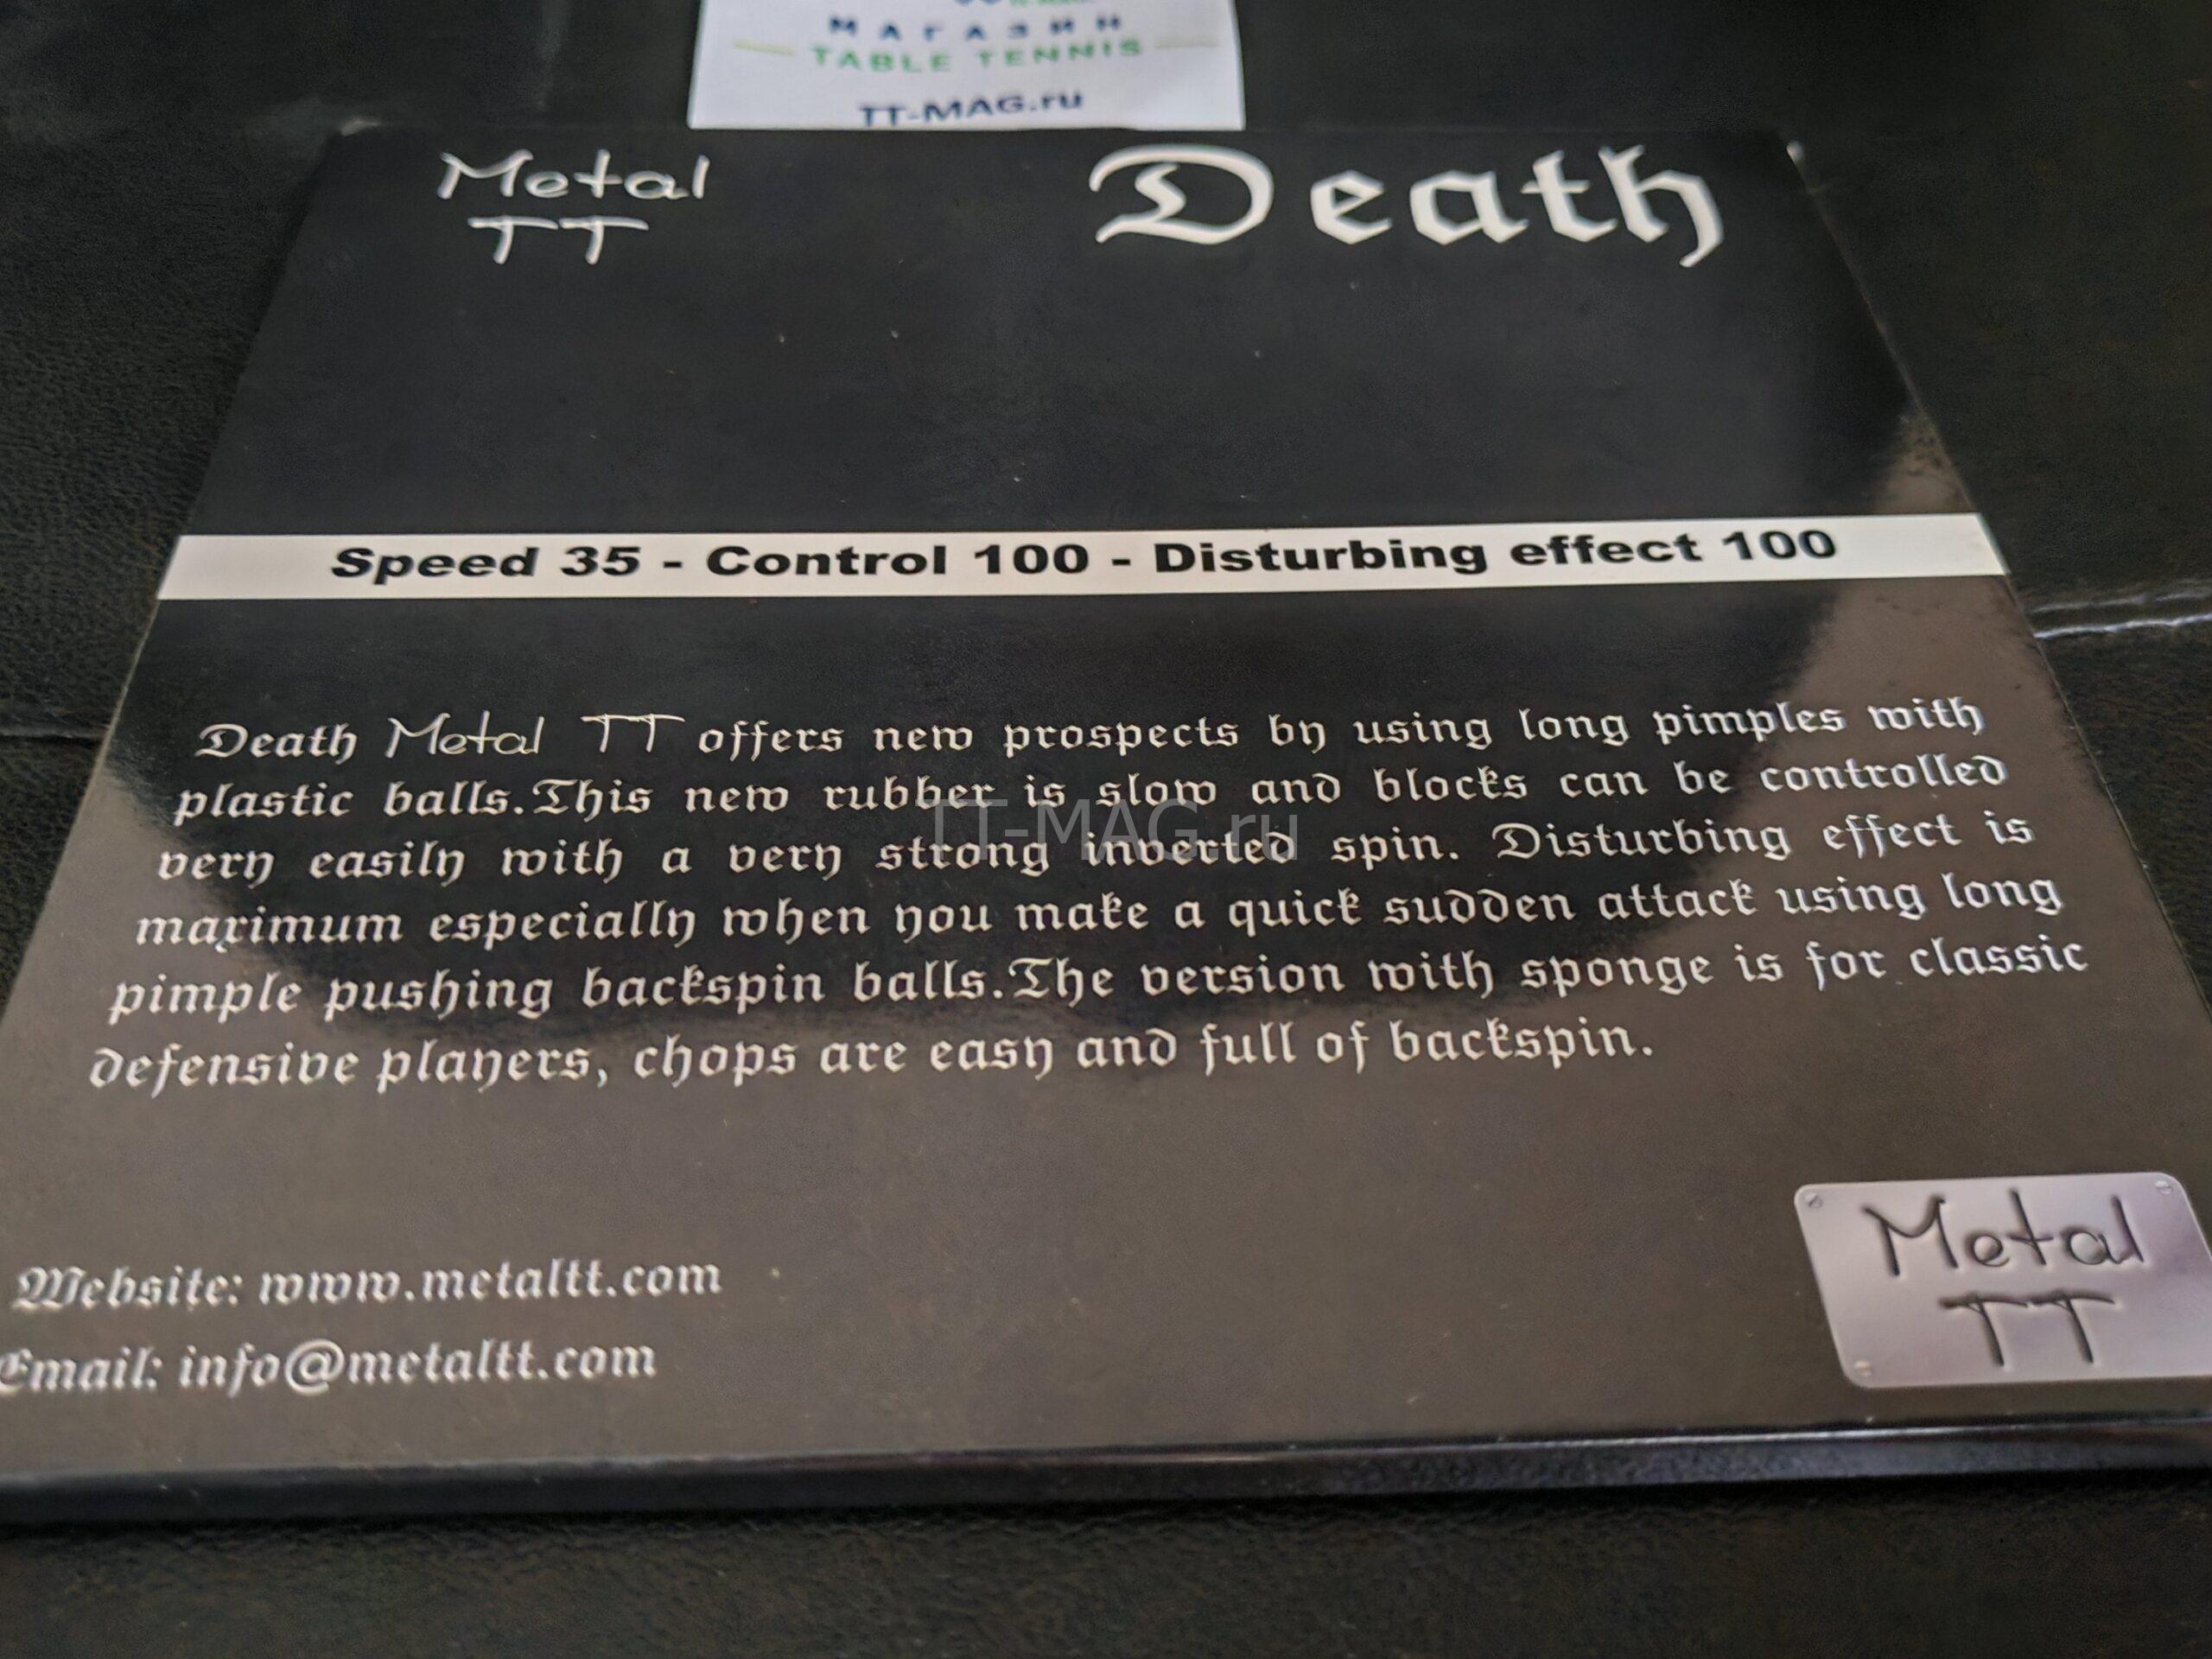 МАГАЗИН
TABLE TENNIS
TT-MAG.ru
Metal
TT
Death
Speed 35 - Control 100 - Disturbing effect 100
Death Metal TT offers new prospects by using long pimples with
plastic balls.This new rubber is slow and blocks can be controlled
TT-MAG.ru
very easily with a very strong inverted spin. Disturbing effect is
maximum especially when you make a quick sudden attack using long
pimple pushing backspin balls.The version with sponge is for classic
defensive players, chops are easy and full of backspin.
Metal
TT
Website: www.metaltt.com
Email: info@metaltt.com